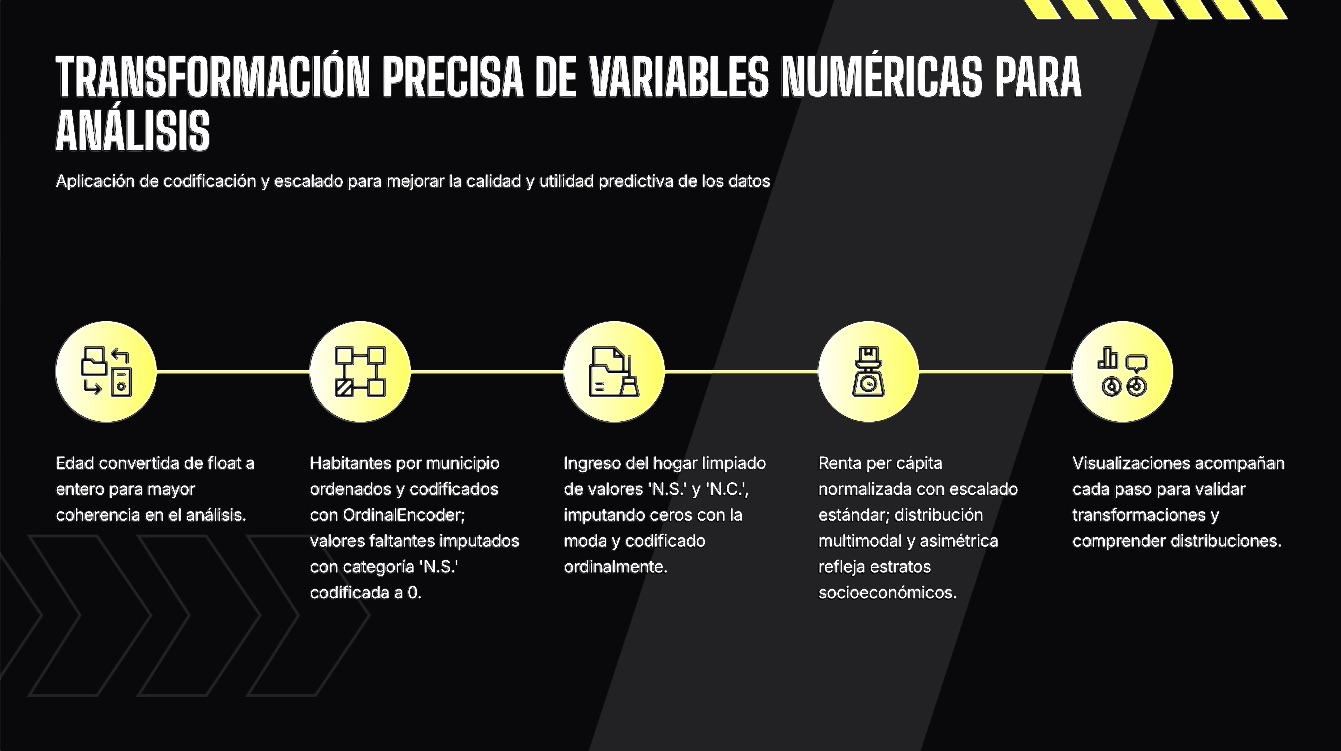 TRANSFORMACIÓN PRECISA DE VARIABLES NUMÉRICAS PARA
ANÁLISIS
Aplicación de codificación y escalado para mejorar la calidad y utilidad predictiva de los datos
Edad convertida de float a
entero para mayor
coherencia en el análisis.
Habitantes por municipio
ordenados y codificados
con OrdinalEncoder;
valores faltantes imputados
con categoría 'N.S.'
codificada a 0.
Ingreso del hogar limpiado
de valores 'N.S.' y 'N.C.',
imputando ceros con la
moda y codificado
ordinalmente.
Renta per cápita
normalizada con escalado
estándar; distribución
multimodal y asimétrica
refleja estratos
socioeconómicos.
Visualizaciones acompañan
cada paso para validar
transformaciones y
comprender distribuciones.